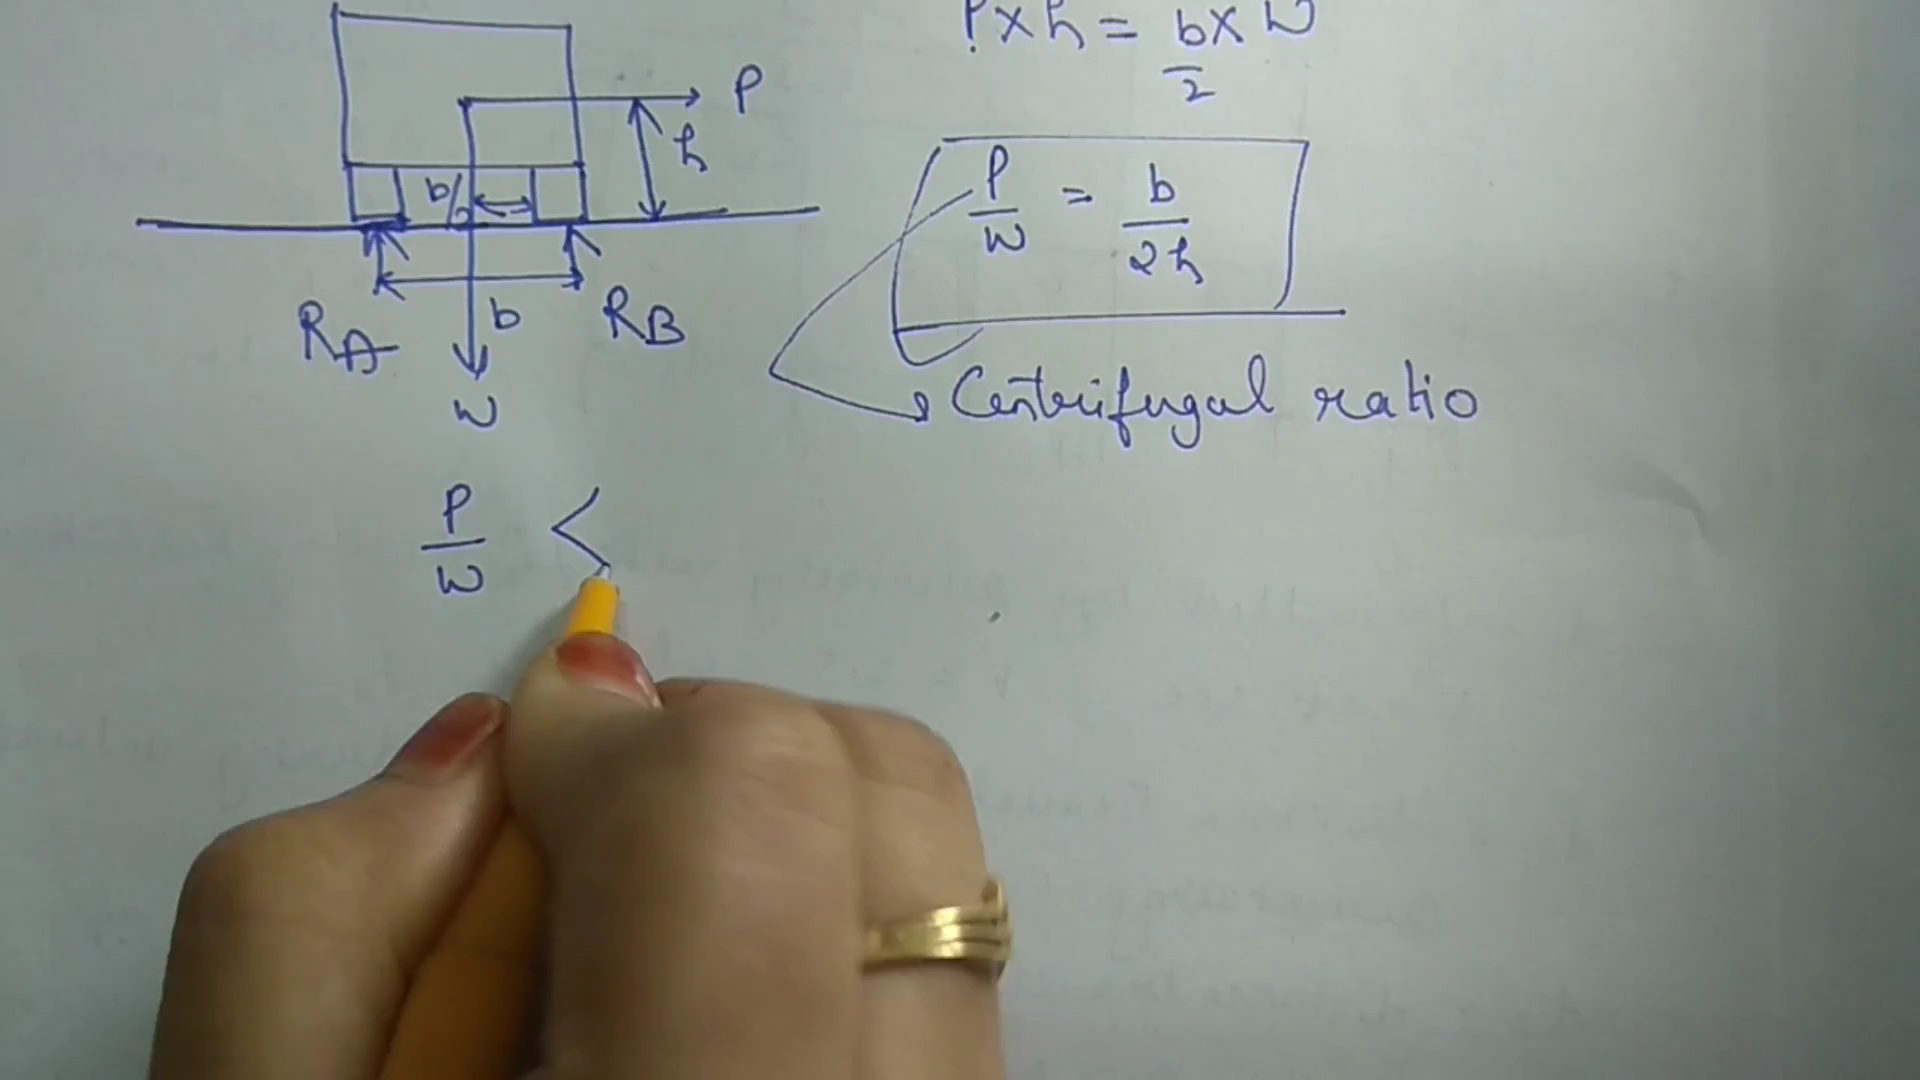 P × h = b/2 × W
P
h
b/2
P/W = b/2h
RA
b
RB
W
Centrifugal ratio
P/W <